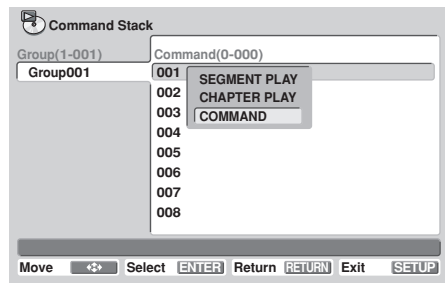 Command Stack
Group(1-001) Command(0-000)
Group001 001 SEGMENT PLAY
002 CHAPTER PLAY
003 COMMAND
004
005
006
007
008
Move Select ENTER Return RETURN Exit SETUP